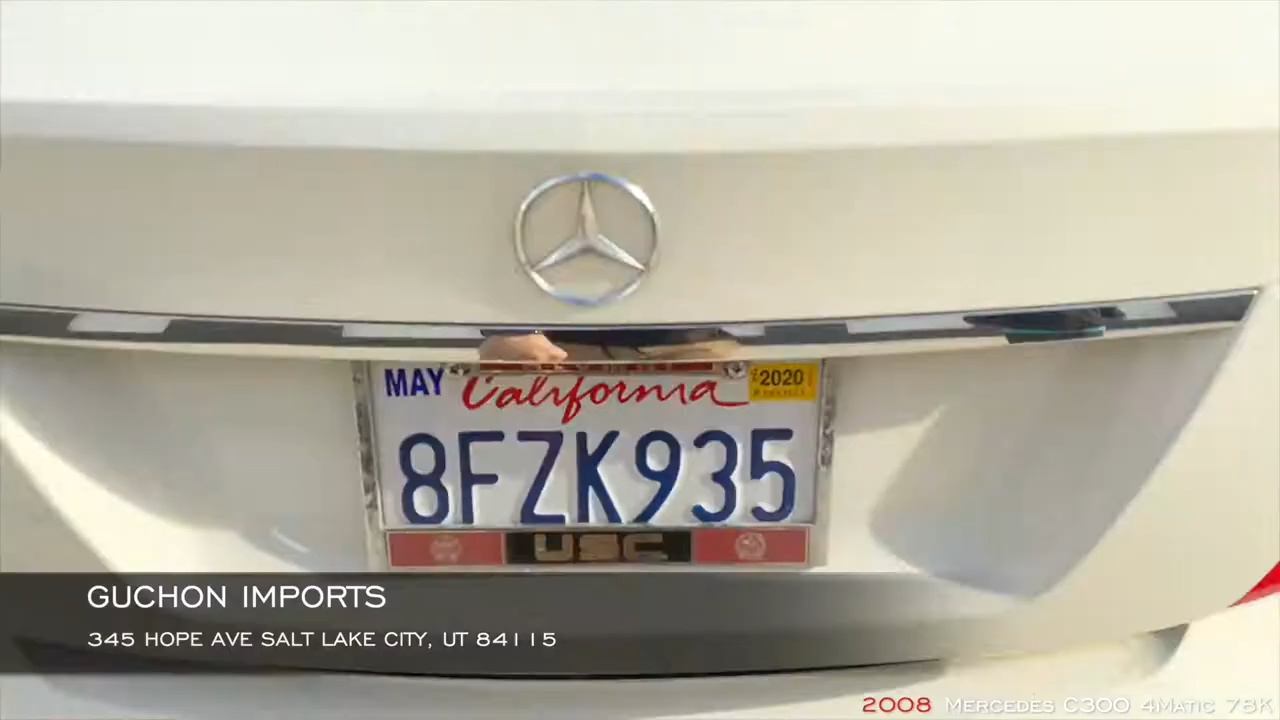 MAY California 2020
8FZK935
USC
GUCHON IMPORTS
345 HOPE AVE SALT LAKE CITY, UT 84115
2008 MERCEDES C300 4MATIC 78K